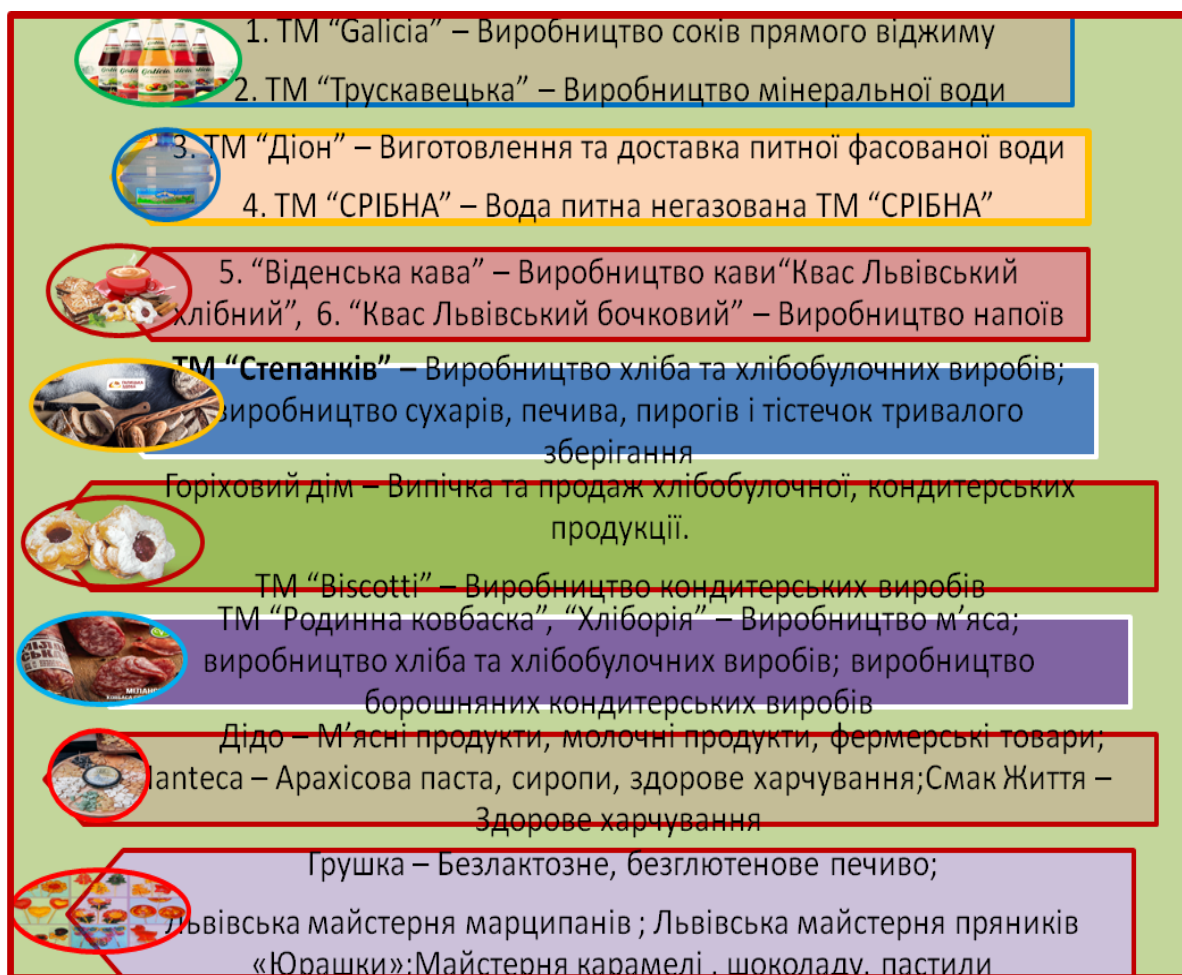 1. ТМ “Galicia” – Виробництво соків прямого віджиму
2. ТМ “Трускавецька” – Виробництво мінеральної води
3. ТМ “Діон” – Виготовлення та доставка питної фасованої води
4. ТМ “СРІБНА” – Вода питна негазована ТМ “СРІБНА”
5. “Віденська кава” – Виробництво кави“Квас Львівський
хлібний”, 6. “Квас Львівський бочковий” – Виробництво напоїв
ТМ “Степанків” – Виробництво хліба та хлібобулочних виробів;
виробництво сухарів, печива, пирогів і тістечок тривалого
зберігання
Горіховий дім – Випічка та продаж хлібобулочної, кондитерських
продукції.
ТМ “Biscotti” – Виробництво кондитерських виробів
ТМ “Родинна ковбаска”, “Хліборія” – Виробництво м’яса;
виробництво хліба та хлібобулочних виробів; виробництво
борошняних кондитерських виробів
Дідо – М’ясні продукти, молочні продукти, фермерські товари;
Manteca – Арахісова паста, сиропи, здорове харчування;Смак Життя –
Здорове харчування
Грушка – Безлактозне, безглютенове печиво;
Львівська майстерня марципанів ; Львівська майстерня пряників
«Юрашки»;Майстерня карамелі , шоколаду, пастили